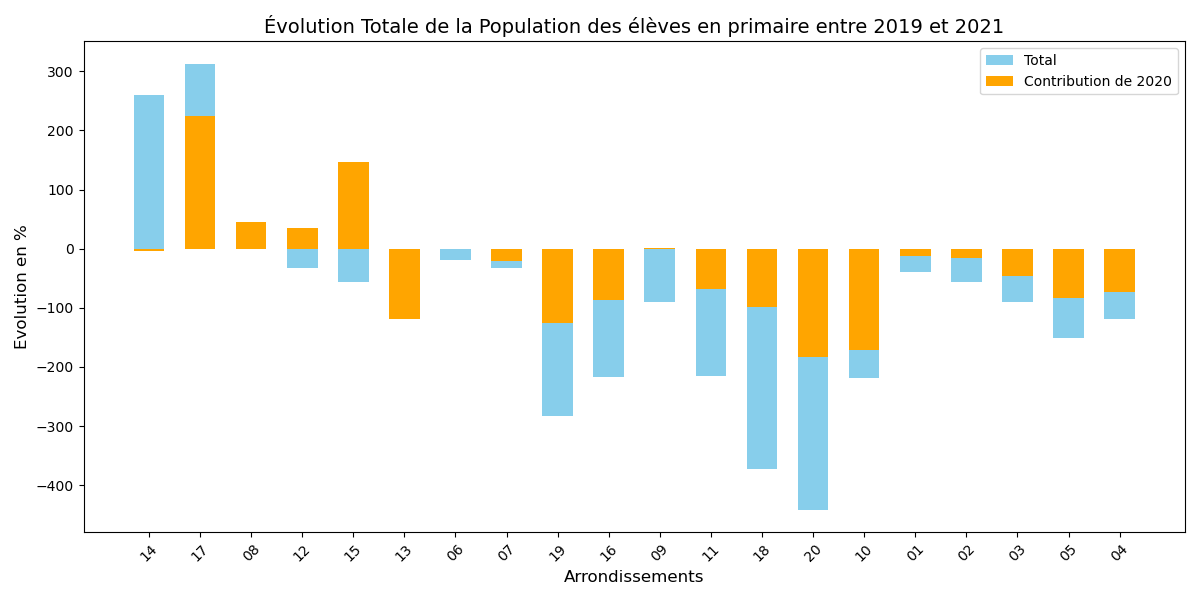 Évolution Totale de la Population des élèves en primaire entre 2019 et 2021
Total
Contribution de 2020
Evolution en %
300
200
100
0
−100
−200
−300
−400
14 17 08 12 15 13 06 07 19 16 09 11 18 20 10 01 02 03 05 04
Arrondissements